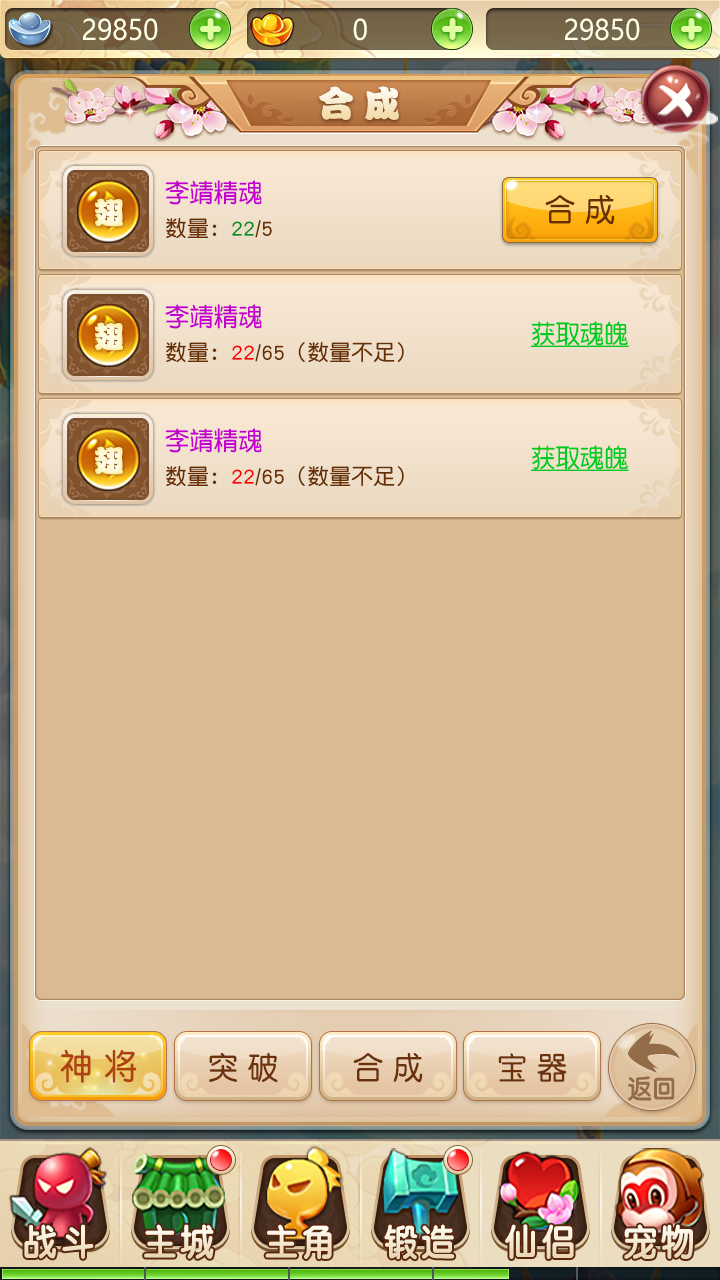 29850 0 29850
合成
翅
李靖精魂
数量：22/5
合成
翅
李靖精魂
数量：22/65（数量不足）
获取魂魄
翅
李靖精魂
数量：22/65（数量不足）
获取魂魄
神将 突破 合成 宝器 返回
战斗 主城 主角 锻造 仙侣 宠物